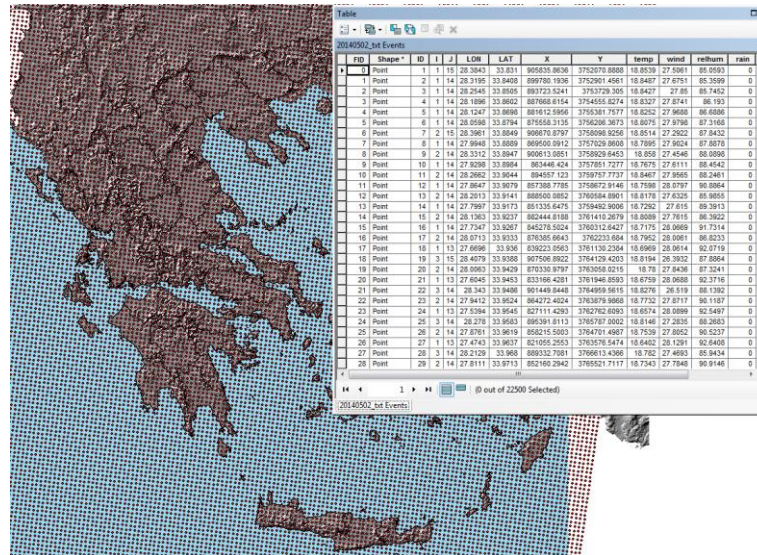 Table
20140502_txt Events
FID Shape * ID I J LON LAT X Y temp wind relhum rain
0 Point 1 1 15 28.3843 33.831 905835.8636 3752070.8888 18.8539 27.5061 85.0593 0
1 Point 2 1 14 28.3195 33.8408 899780.1936 3752901.4561 18.8487 27.6751 85.3599 0
2 Point 3 1 14 28.2545 33.8505 893723.5241 3753729.305 18.8427 27.85 85.7452 0
3 Point 4 1 14 28.1896 33.8602 887668.6154 3754555.8274 18.8327 27.8741 86.193 0
4 Point 5 1 14 28.1247 33.8698 881612.5956 3755381.7577 18.8252 27.9688 86.6886 0
5 Point 6 1 14 28.0598 33.8794 875558.3135 3756206.3673 18.8075 27.9798 87.3168 0
6 Point 7 2 15 28.3961 33.8849 906670.8797 3758098.9256 18.8514 27.2922 87.8432 0
7 Point 8 1 14 27.9948 33.8889 869500.0912 3757029.8608 18.7895 27.9024 87.8878 0
8 Point 9 2 14 28.3312 33.8947 900613.0851 3758929.6453 18.858 27.4546 88.0898 0
9 Point 10 1 14 27.9298 33.8984 863446.424 3757851.7277 18.7675 27.6111 88.4542 0
10 Point 11 2 14 28.2662 33.9044 894557.123 3759757.7737 18.8467 27.9565 88.2461 0
11 Point 12 1 14 27.8647 33.9079 857388.7785 3758672.9146 18.7598 28.0797 90.8864 0
12 Point 13 2 14 28.2013 33.9141 888500.0852 3760584.8901 18.8178 27.6325 85.9855 0
13 Point 14 1 14 27.7997 33.9173 851335.6475 3759492.9006 18.7292 27.615 89.3913 0
14 Point 15 2 14 28.1363 33.9237 882444.8188 3761410.2679 18.8089 27.7615 86.3922 0
15 Point 16 1 14 27.7347 33.9267 845278.5024 3760312.6427 18.7175 28.0669 91.7314 0
16 Point 17 2 14 28.0713 33.9333 876385.6643 3762233.684 18.7952 28.0061 86.8233 0
17 Point 18 1 13 27.6696 33.936 839223.0563 3761130.2384 18.6969 28.0614 92.0719 0
18 Point 19 3 15 28.4079 33.9388 907506.8922 3764129.4203 18.8194 26.3932 87.8864 0
19 Point 20 2 14 28.0063 33.9429 870330.9797 3763058.0215 18.78 27.8436 87.3241 0
20 Point 21 1 13 27.6045 33.9453 833166.4281 3761946.8593 18.6759 28.0688 92.3716 0
21 Point 22 3 14 28.343 33.9486 901449.8448 3764959.5615 18.8276 26.519 88.1392 0
22 Point 23 2 14 27.9412 33.9524 864272.4024 3763879.9868 18.7732 27.8717 90.1187 0
23 Point 24 1 13 27.5394 33.9545 827111.4293 3762762.6093 18.6574 28.0899 92.5497 0
24 Point 25 3 14 28.278 33.9583 895391.8113 3765787.0002 18.8146 27.2835 88.2683 0
25 Point 26 2 14 27.8761 33.9619 858215.5003 3764701.4987 18.7539 27.8052 90.5237 0
26 Point 27 1 13 27.4743 33.9637 821055.2553 3763576.5474 18.6402 28.1291 92.6408 0
27 Point 28 3 14 28.2129 33.968 889332.7081 3766613.4366 18.782 27.4693 85.9434 0
28 Point 29 2 14 27.8111 33.9713 852160.2942 3765521.7117 18.7343 27.7848 90.9146 0
1 (0 out of 22500 Selected)
20140502_txt Events